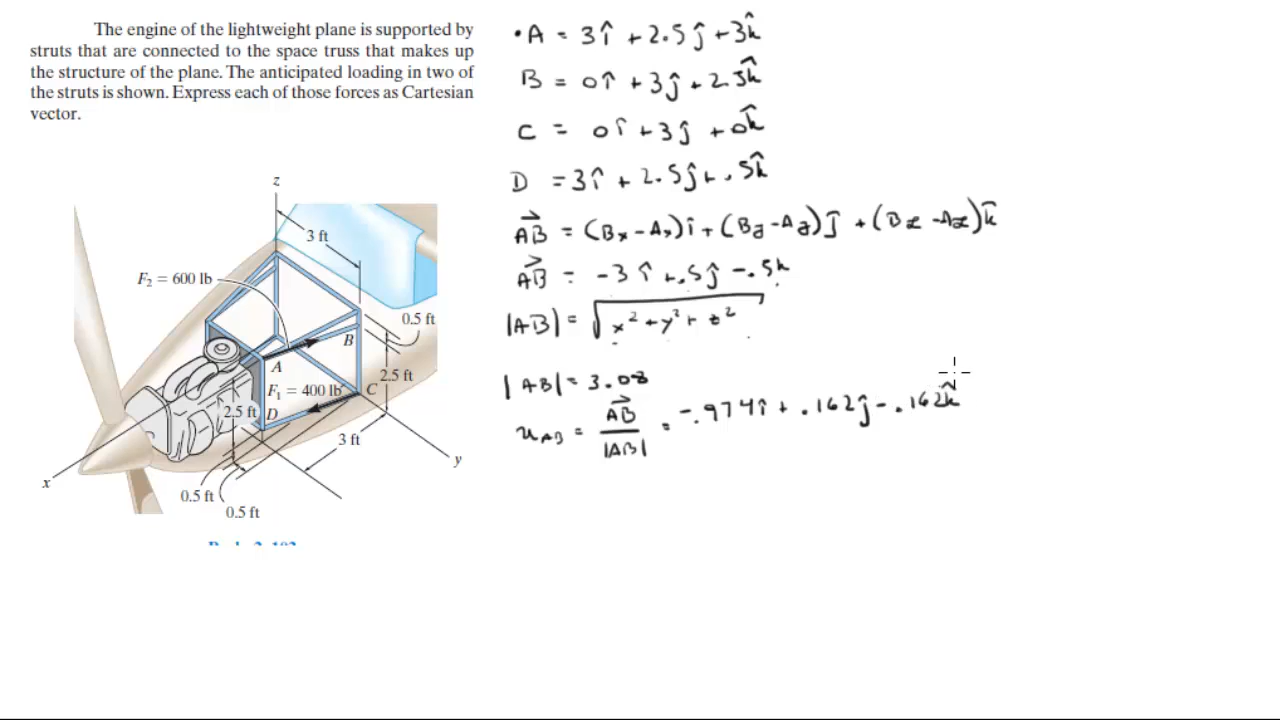 The engine of the lightweight plane is supported by
struts that are connected to the space truss that makes up
the structure of the plane. The anticipated loading in two of
the struts is shown. Express each of those forces as Cartesian
vector.
z
3 ft
F₂ = 600 lb
0.5 ft
B
A
2.5 ft
F₁ = 400 lb
C
2.5 ft
D
3 ft
y
x
0.5 ft
0.5 ft
• A = 3î + 2.5ĵ + 3k̂
B = 0î + 3ĵ + 2.5k̂
C = 0î + 3ĵ + 0k̂
D = 3î + 2.5ĵ + .5k̂
A⃗B = (Bx - Ax)î + (By - Ay)ĵ + (Bz - Az)k̂
A⃗B = -3î + .5ĵ - .5k
|AB| = √x² + y² + z²
|AB| = 3.08
u_AB = A⃗B / |AB| = -.974î + .162ĵ - .162k̂